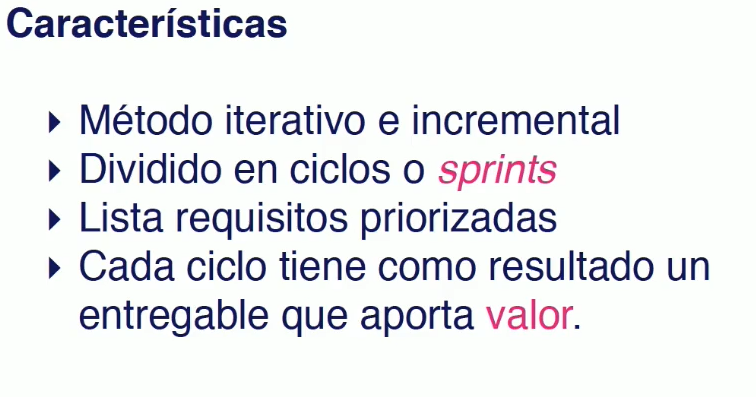 Características
Método iterativo e incremental
Dividido en ciclos o sprints
Lista requisitos priorizadas
Cada ciclo tiene como resultado un
entregable que aporta valor.